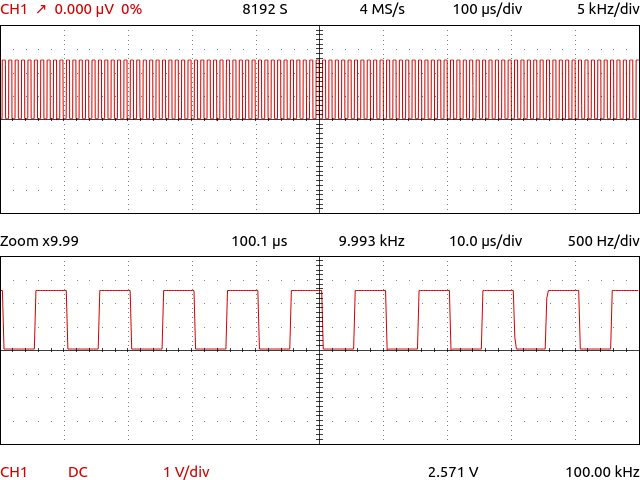 CH1 ↗ 0.000 µV 0% 8192 S 4 MS/s 100 µs/div 5 kHz/div
Zoom x9.99 100.1 µs 9.993 kHz 10.0 µs/div 500 Hz/div
CH1 DC 1 V/div 2.571 V 100.00 kHz